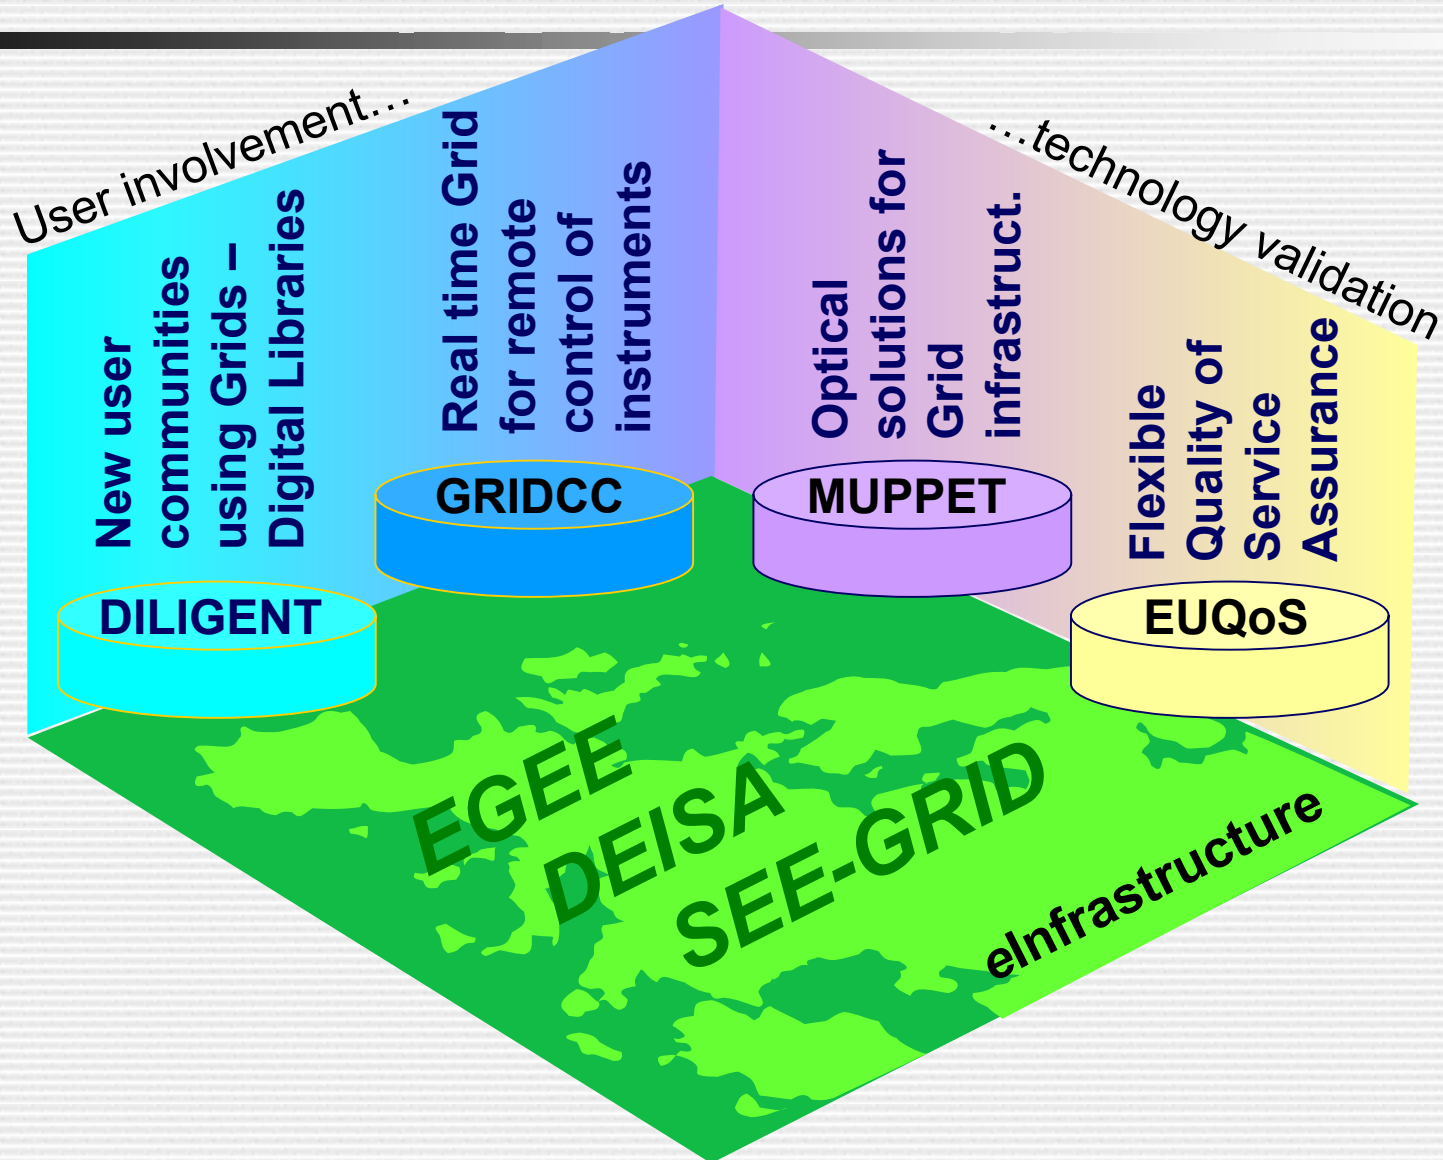 User involvement…
…technology validation
New user
communities
using Grids –
Digital Libraries
DILIGENT
Real time Grid
for remote
control of
instruments
GRIDCC
Optical
solutions for
Grid
infrastruct.
MUPPET
Flexible
Quality of
Service
Assurance
EUQoS
EGEE
DEISA
SEE-GRID
eInfrastructure